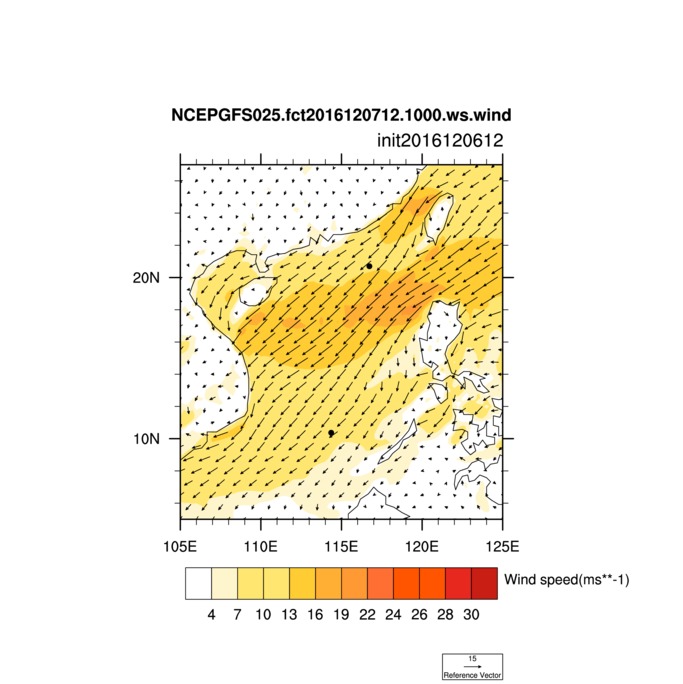 NCEPGFS025.fct2016120712.1000.ws.wind
init2016120612
20N
10N
105E 110E 115E 120E 125E
Wind speed(ms**-1)
4 7 10 13 16 19 22 24 26 28 30
15
Reference Vector